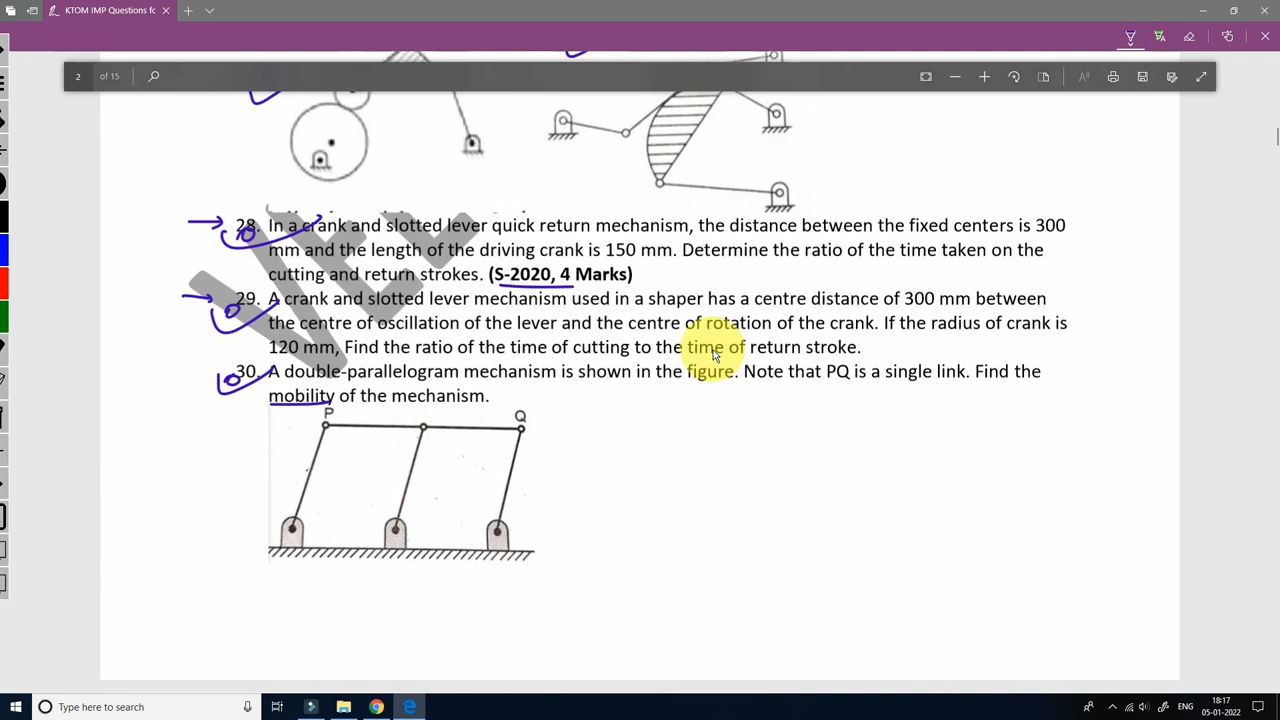 KTOM IMP Questions fc
2 of 15
28. In a crank and slotted lever quick return mechanism, the distance between the fixed centers is 300
mm and the length of the driving crank is 150 mm. Determine the ratio of the time taken on the
cutting and return strokes. (S-2020, 4 Marks)
29. A crank and slotted lever mechanism used in a shaper has a centre distance of 300 mm between
the centre of oscillation of the lever and the centre of rotation of the crank. If the radius of crank is
120 mm, Find the ratio of the time of cutting to the time of return stroke.
30. A double-parallelogram mechanism is shown in the figure. Note that PQ is a single link. Find the
mobility of the mechanism.
P Q
Type here to search
ENG
18:17
05-01-2022